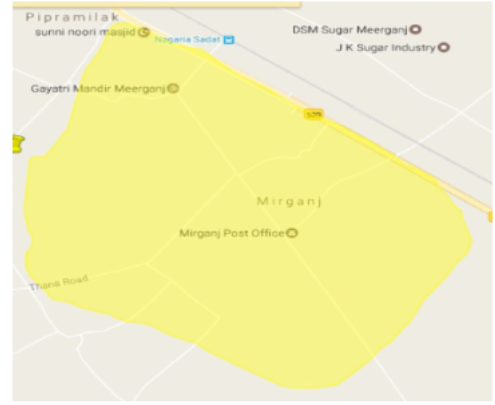 Pipramilak
sunni noori masjid
Nagaria Sadat
DSM Sugar Meerganj
J K Sugar Industry
Gayatri Mandir Meerganj
Mirganj
Mirganj Post Office
Thana Road